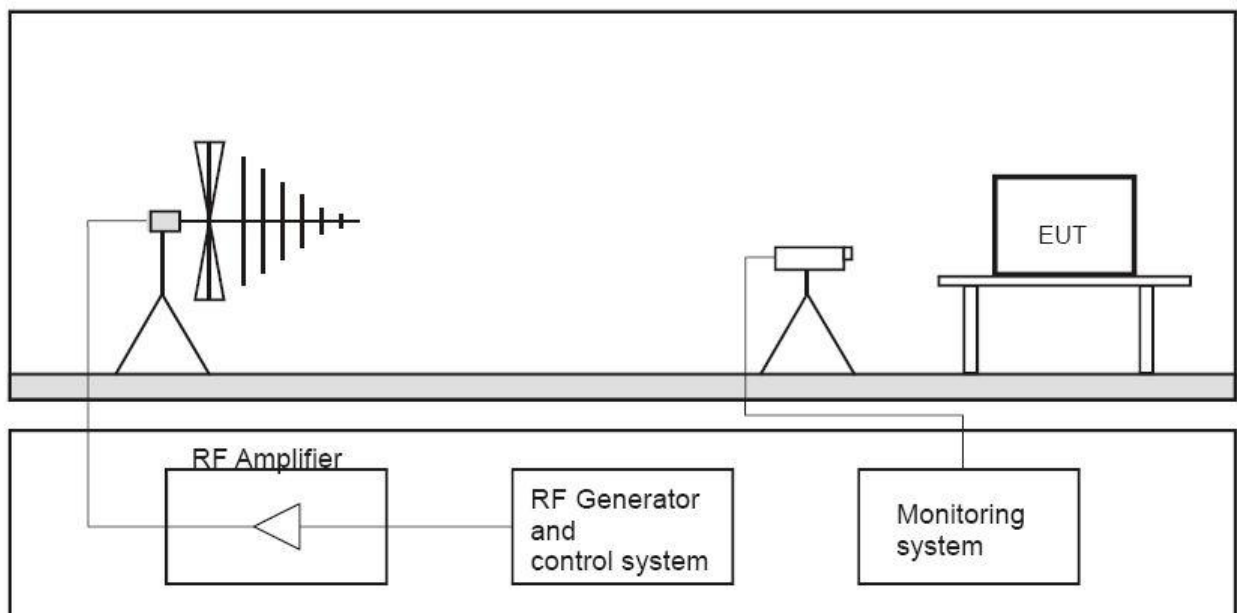 EUT
RF Amplifier
RF Generator
and
control system
Monitoring
system